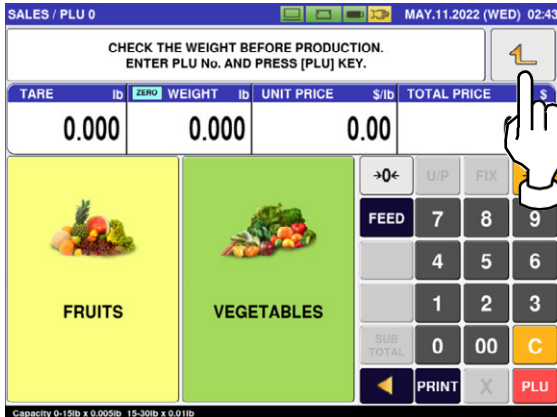 SALES / PLU 0 MAY.11.2022 (WED) 02:43
CHECK THE WEIGHT BEFORE PRODUCTION.
ENTER PLU No. AND PRESS [PLU] KEY.
TARE lb ZERO WEIGHT lb UNIT PRICE $/lb TOTAL PRICE $
0.000 0.000 0.00
→0← U/P FIX
FEED 7 8 9
4 5 6
FRUITS VEGETABLES 1 2 3
SUB TOTAL 0 00 C
PRINT X PLU
Capacity 0-15lb x 0.005lb 15-30lb x 0.01lb